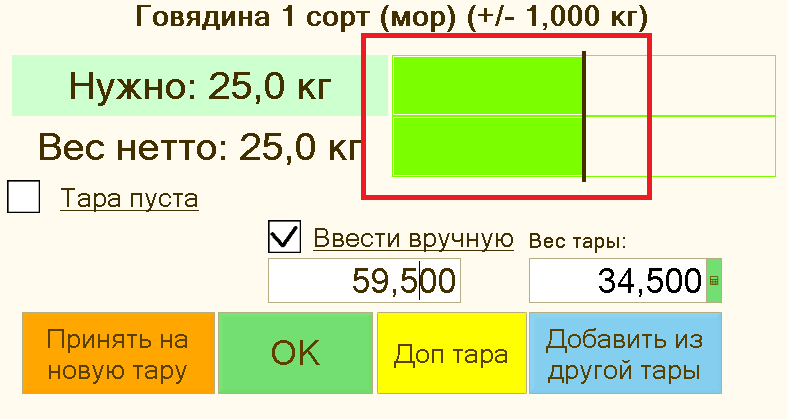 Говядина 1 сорт (мор) (+/- 1,000 кг)
Нужно: 25,0 кг
Вес нетто: 25,0 кг
Тара пуста
Ввести вручную Вес тары:
59,500 34,500
Принять на новую тару
OK
Доп тара
Добавить из другой тары